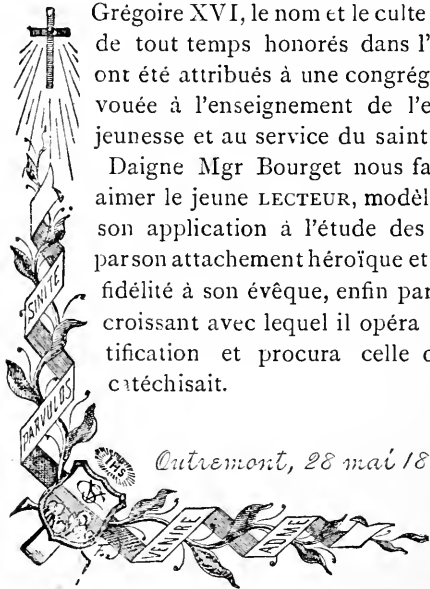 Grégoire XVI, le nom et le culte
de tout temps honorés dans l'
ont été attribués à une congrég
vouée à l'enseignement de l'e
jeunesse et au service du saint
Daigne Mgr Bourget nous fa
aimer le jeune LECTEUR, modèl
son application à l'étude des
par son attachement héroïque et
fidélité à son évêque, enfin par
croissant avec lequel il opéra
tification et procura celle d
catéchisait.
SINITE
PARVULOS
IHS
Outremont, 28 mai 18
VENIRE
AD ME